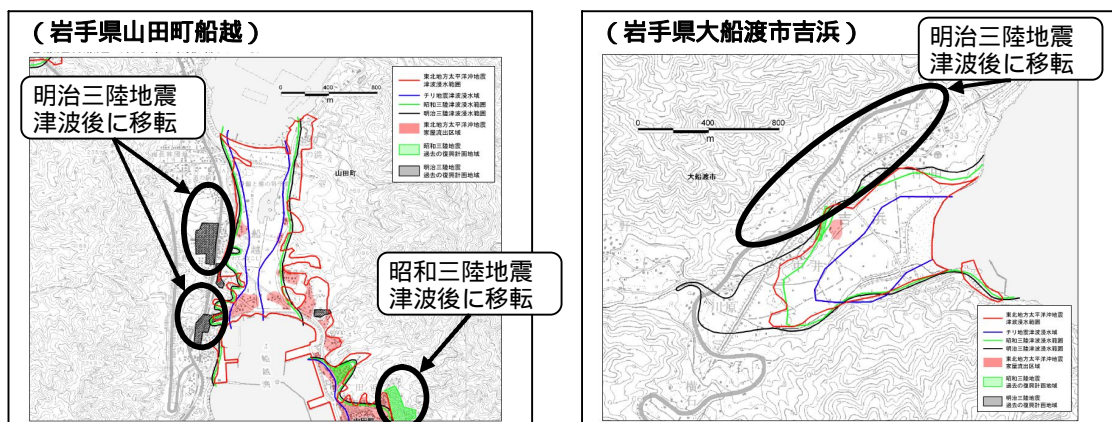 (岩手県山田町船越)
明治三陸地震
津波後に移転
0 400 800
m
東北地方太平洋沖地震
津波浸水範囲
チリ地震津波浸水域
昭和三陸津波浸水範囲
明治三陸津波浸水範囲
東北地方太平洋沖地震
家屋流出区域
昭和三陸地震
過去の復興計画地域
明治三陸地震
過去の復興計画地域
山田町
船越
昭和三陸地震
津波後に移転
(岩手県大船渡市吉浜)
明治三陸地震
津波後に移転
0 400 800
m
大船渡市
吉浜
東北地方太平洋沖地震
津波浸水範囲
チリ地震津波浸水域
昭和三陸津波浸水範囲
明治三陸津波浸水範囲
東北地方太平洋沖地震
家屋流出区域
昭和三陸地震
過去の復興計画地域
明治三陸地震
過去の復興計画地域